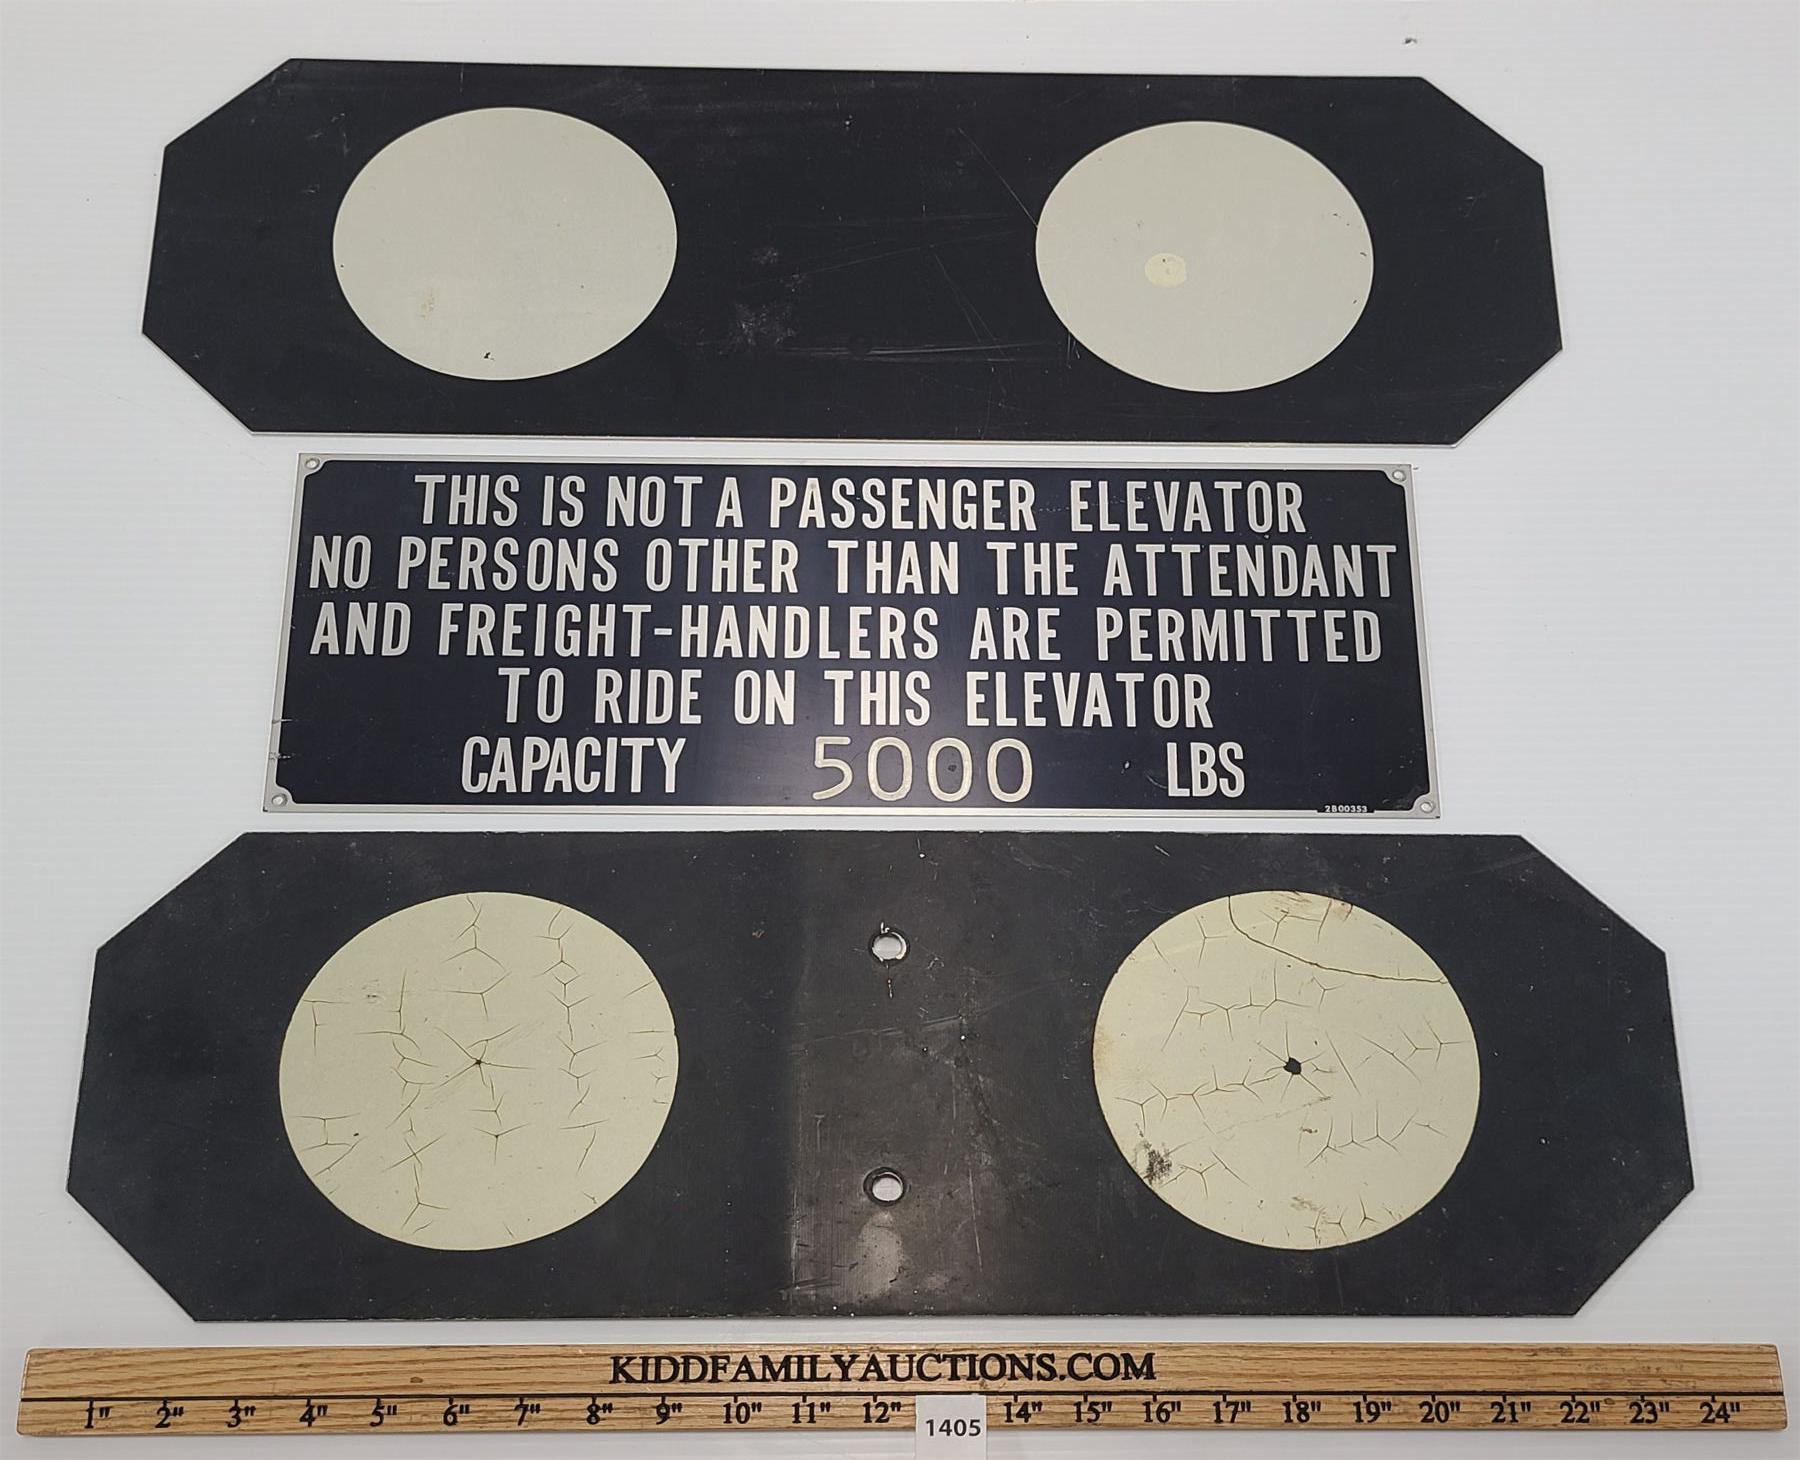 THIS IS NOT A PASSENGER ELEVATOR
NO PERSONS OTHER THAN THE ATTENDANT
AND FREIGHT-HANDLERS ARE PERMITTED
TO RIDE ON THIS ELEVATOR
CAPACITY 5000 LBS
2B00353
KIDDFAMILYAUCTIONS.COM
1" 2" 3" 4" 5" 6" 7" 8" 9" 10" 11" 12" 14" 15" 16" 17" 18" 19" 20" 21" 22" 23" 24"
1405